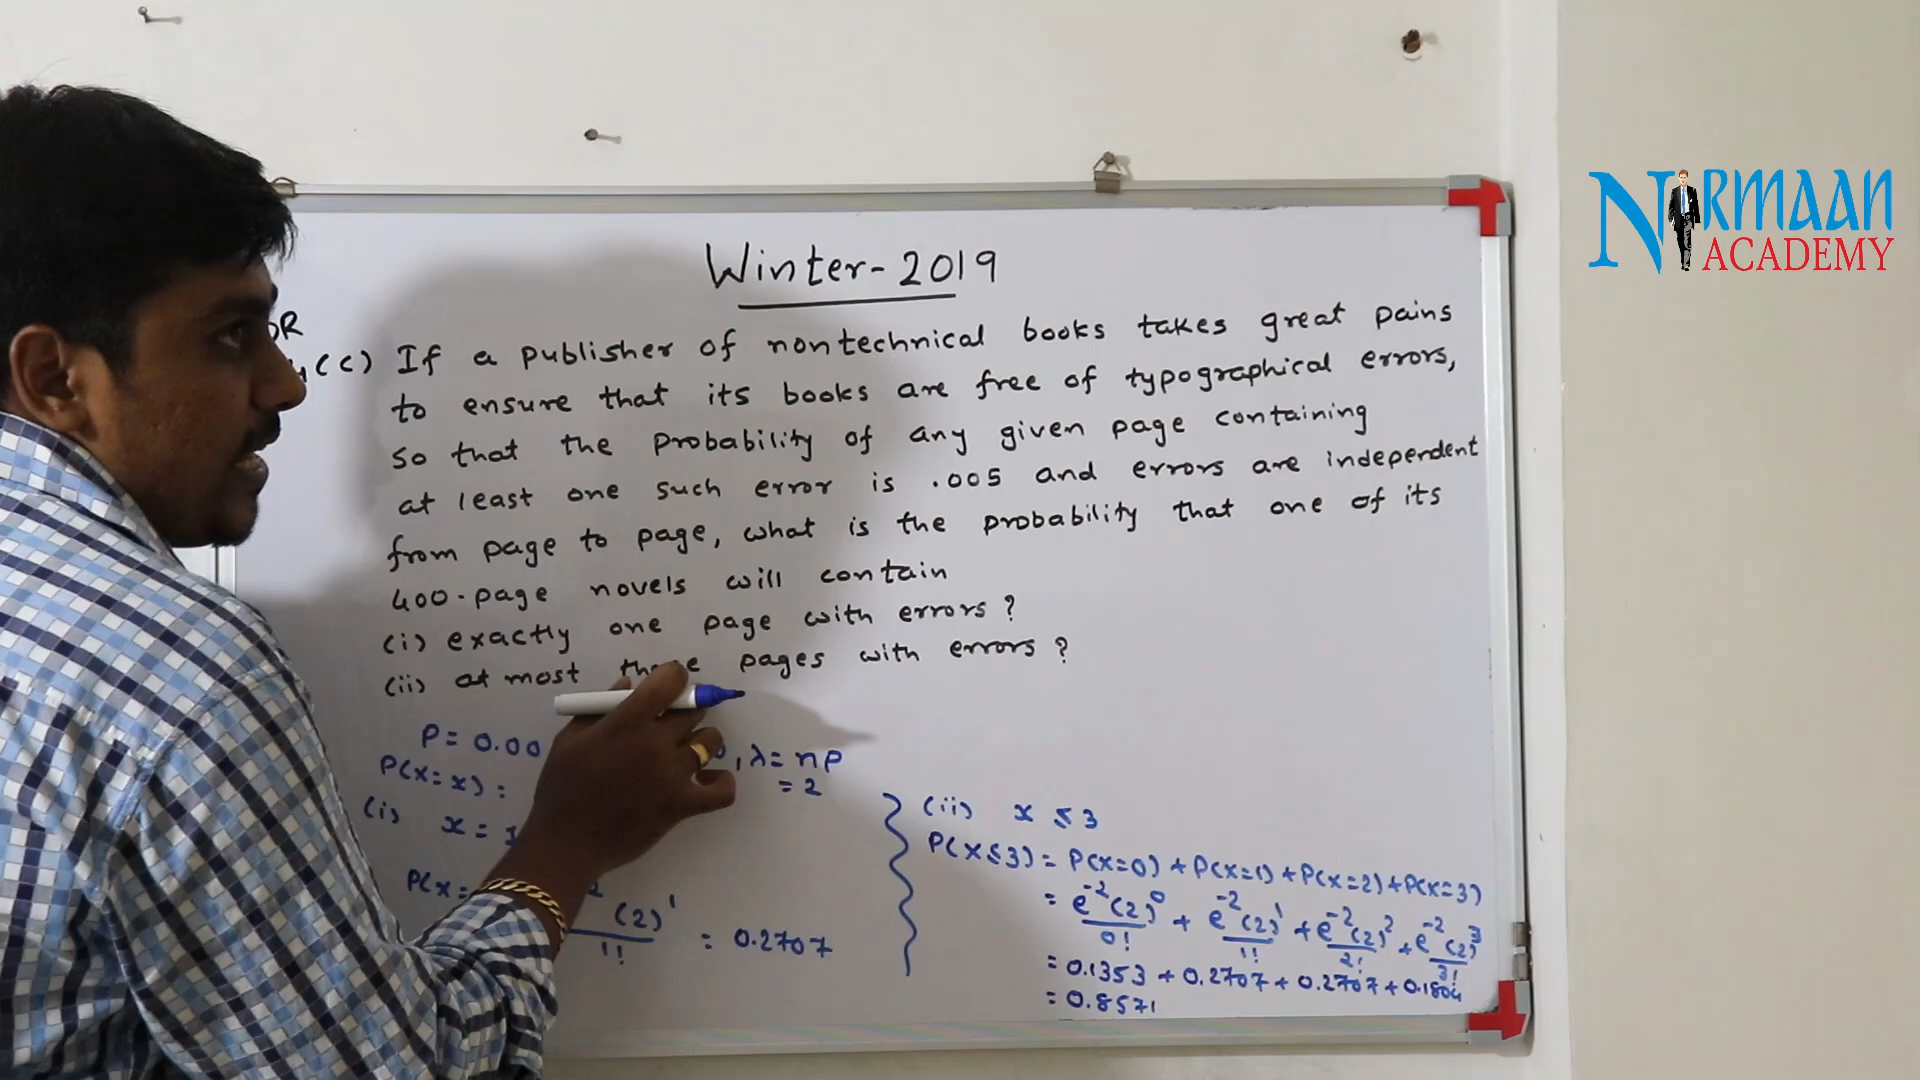 NIRMAAN
ACADEMY
Winter-2019
OR
(c) If a publisher of nontechnical books takes great pains
to ensure that its books are free of typographical errors,
so that the probability of any given page containing
at least one such error is .005 and errors are independent
from page to page, what is the probability that one of its
400-page novels will contain
(i) exactly one page with errors?
(ii) at most three pages with errors?
P = 0.00 , λ = np
= 2
P(X=x) =
(i) x = 1
P(X= (2)^1 / 1! = 0.2707
(ii) x ≤ 3
P(X≤3) = P(X=0) + P(X=1) + P(X=2) + P(X=3)
= e^-2 (2)^0 / 0! + e^-2 (2)^1 / 1! + e^-2 (2)^2 / 2! + e^-2 (2)^3 / 3!
= 0.1353 + 0.2707 + 0.2707 + 0.1804
= 0.8571